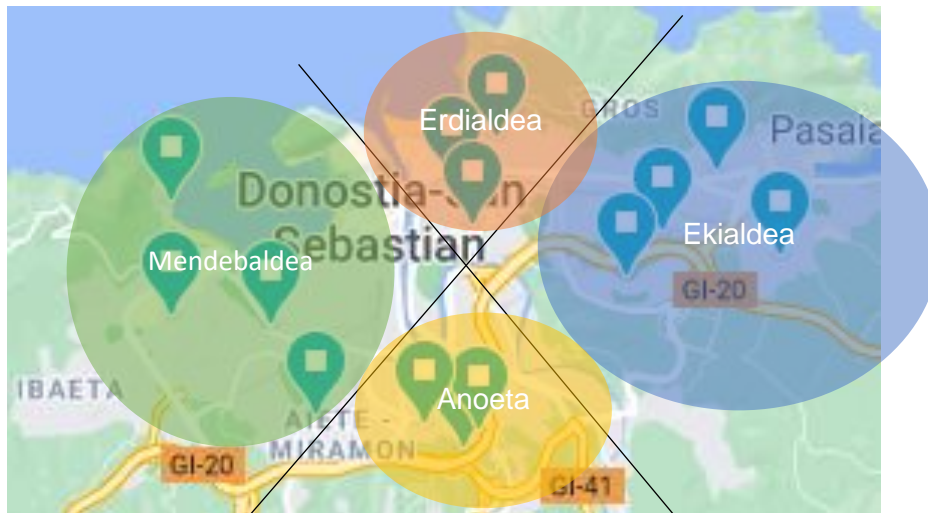 Erdialdea
GROS
Pasaia
Donostia-San
Sebastian
Ekialdea
Mendebaldea
GI-20
IBAETA
Anoeta
AIETE -
MIRAMON
GI-20
GI-41